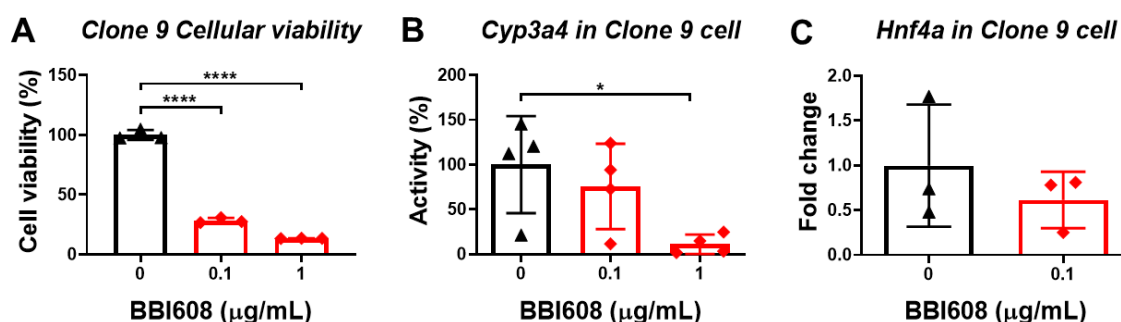 A Clone 9 Cellular viability
Cell viability (%)
150
100
50
0
****
****
0 0.1 1
BBI608 (μg/mL)
B Cyp3a4 in Clone 9 cell
Activity (%)
200
150
100
50
0
*
0 0.1 1
BBI608 (μg/mL)
C Hnf4a in Clone 9 cell
Fold change
2.0
1.5
1.0
0.5
0.0
0 0.1
BBI608 (μg/mL)